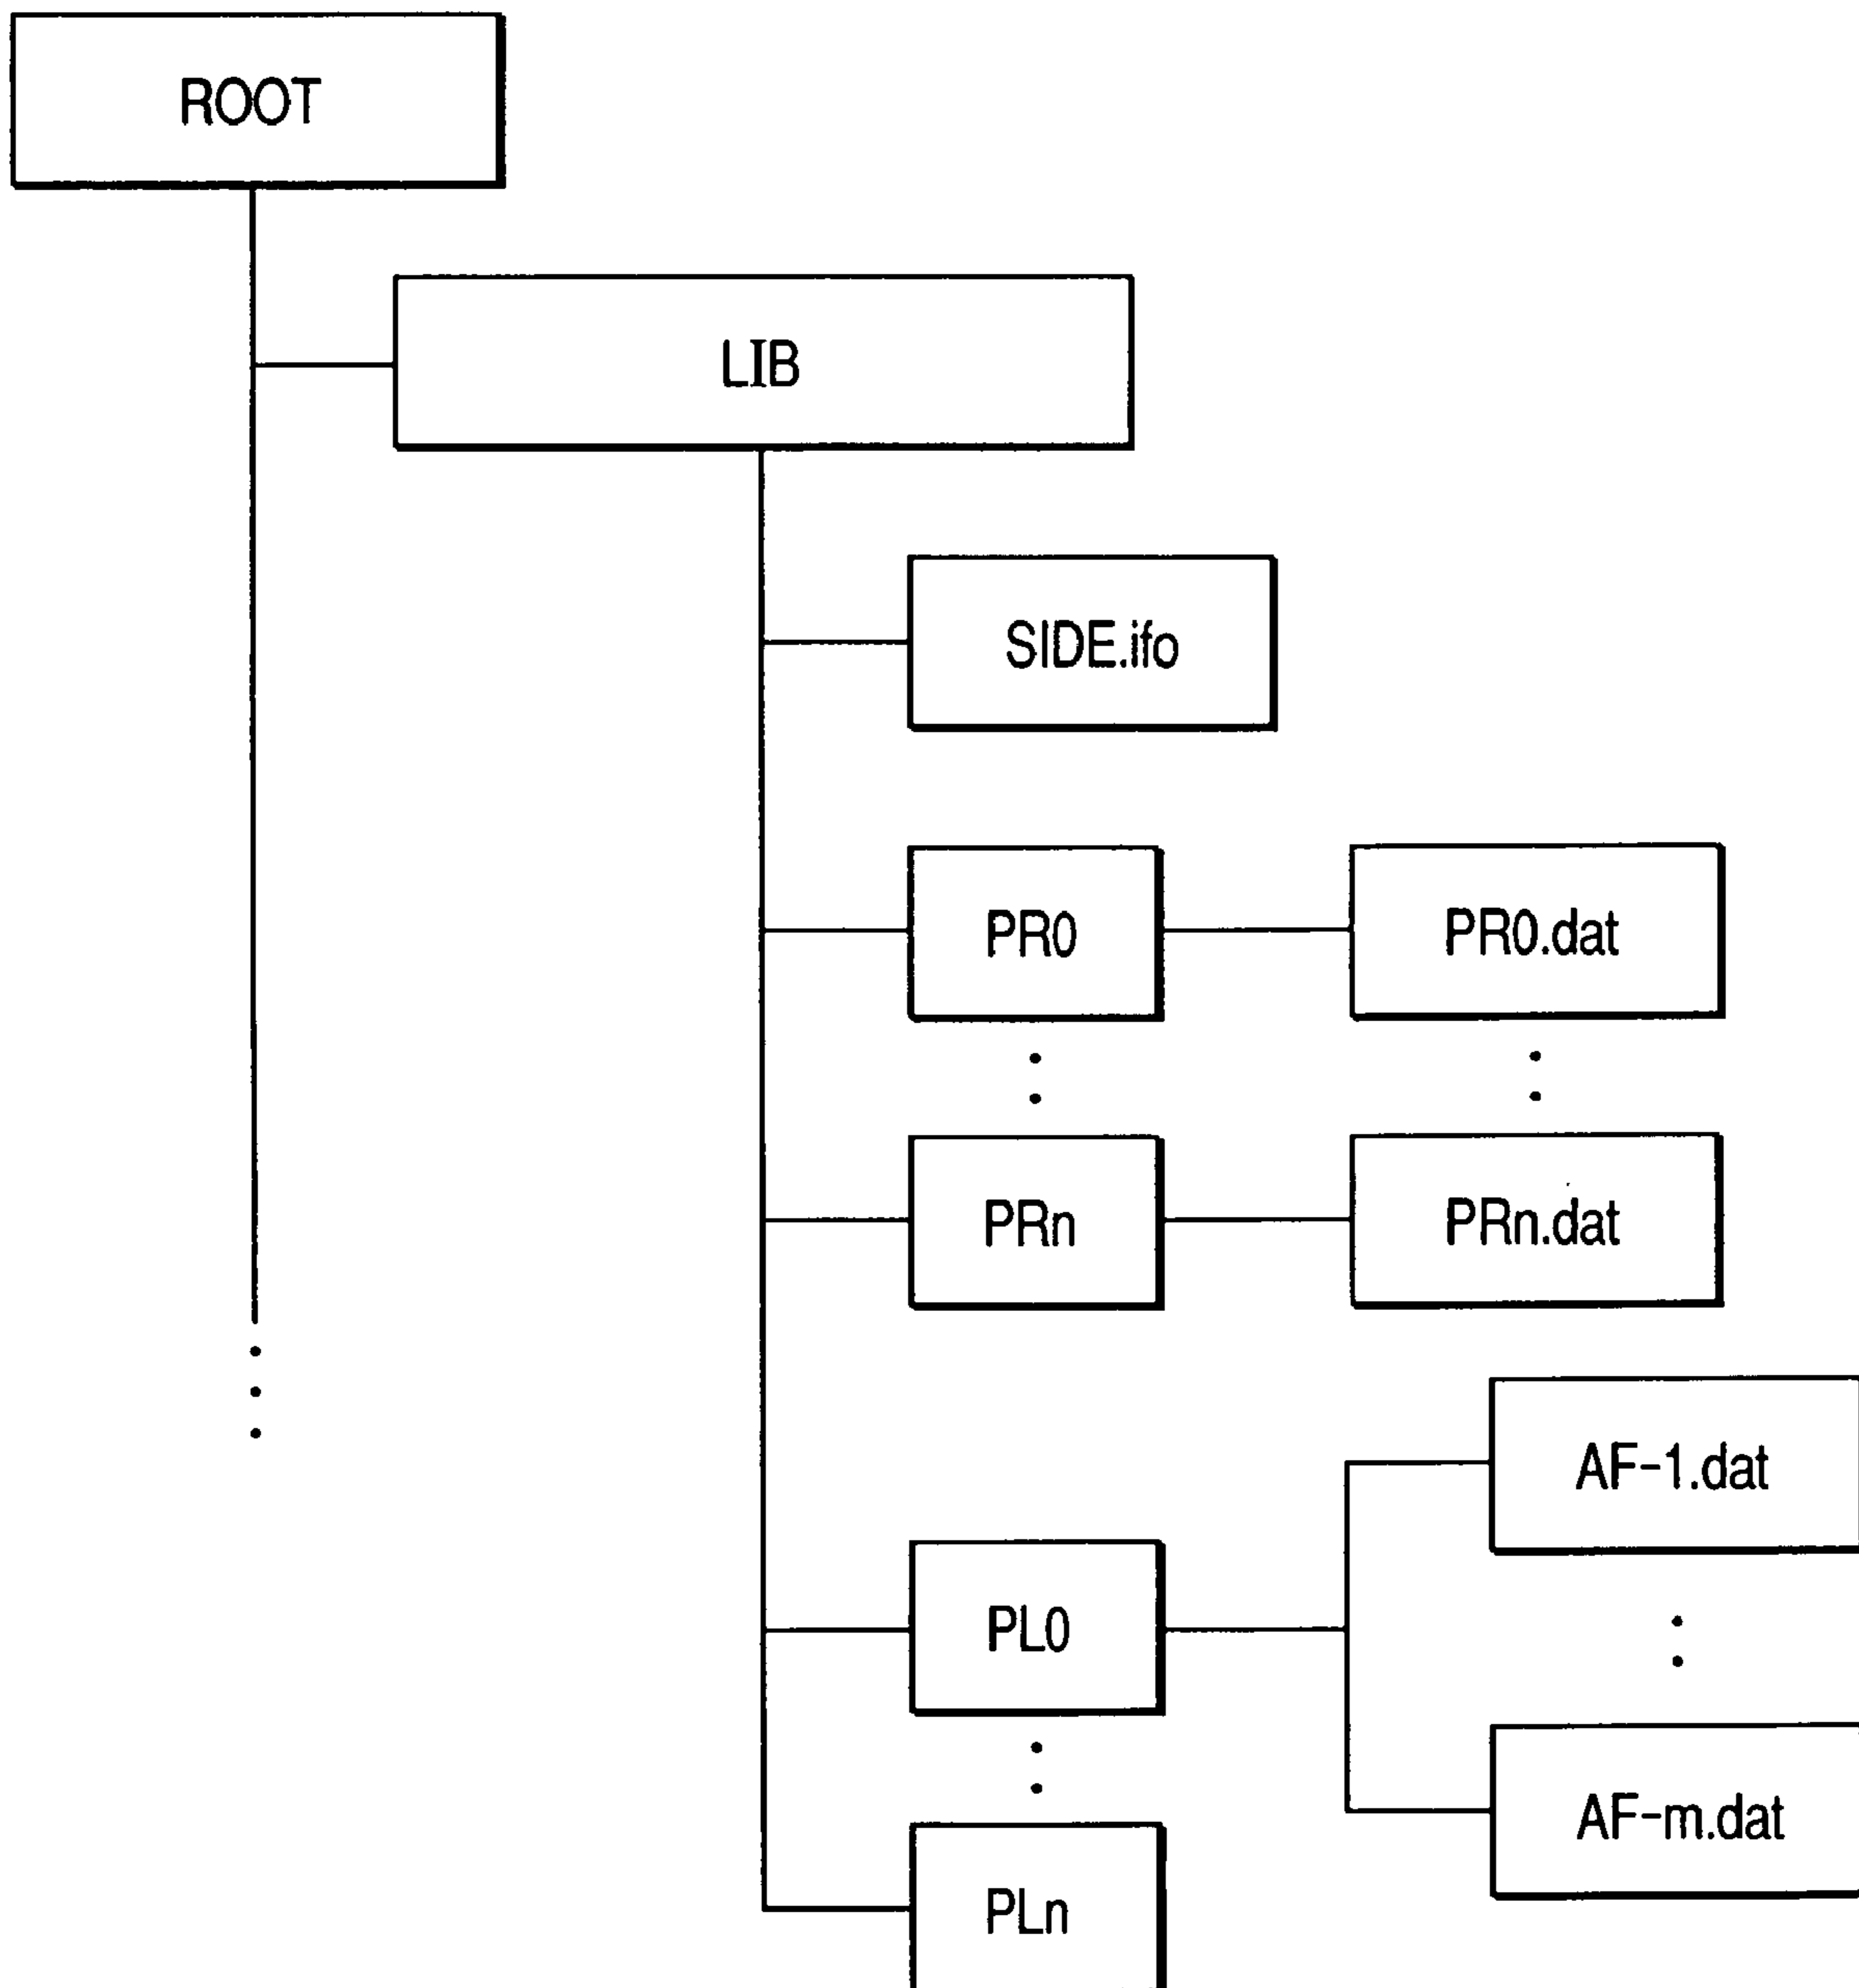 ROOT
LIB
SIDE.ifo
PR0
PR0.dat
PRn
PRn.dat
AF-1.dat
PL0
AF-m.dat
PLn